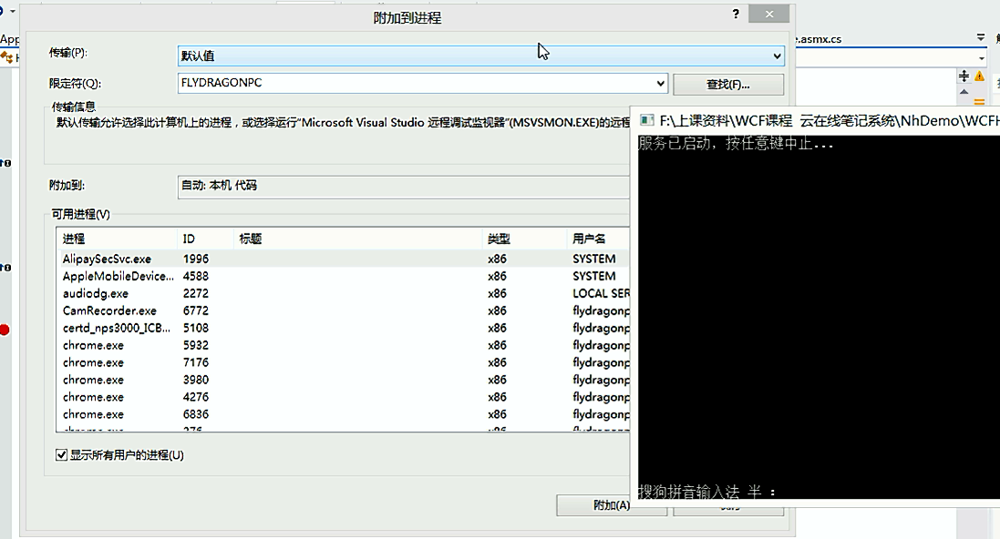 附加到进程
App
e.asmx.cs
传输(P):
默认值
限定符(Q):
FLYDRAGONPC
查找(F)...
传输信息
默认传输允许选择此计算机上的进程，或选择运行“Microsoft Visual Studio 远程调试监视器”(MSVSMON.EXE)的远程
F:\上课资料\WCF课程 云在线笔记系统\NhDemo\WCFH
服务已启动，按任意键中止...
附加到:
自动: 本机 代码
可用进程(V)
进程 ID 标题 类型 用户名
AlipaySecSvc.exe 1996 x86 SYSTEM
AppleMobileDevice... 4588 x86 SYSTEM
audiodg.exe 2272 x86 LOCAL SER
CamRecorder.exe 6772 x86 flydragonp
certd_nps3000_ICB... 5108 x86 flydragonp
chrome.exe 5932 x86 flydragonp
chrome.exe 7176 x86 flydragonp
chrome.exe 3980 x86 flydragonp
chrome.exe 4276 x86 flydragonp
chrome.exe 6836 x86 flydragonp
显示所有用户的进程(U)
搜狗拼音输入法 半 ：
附加(A)